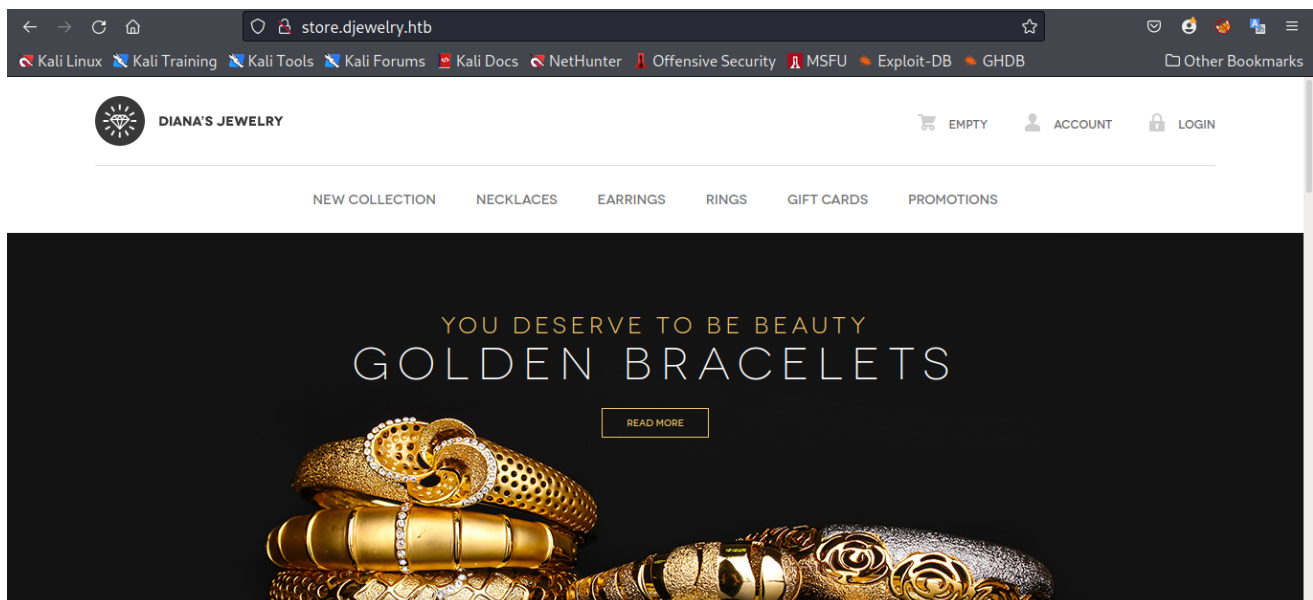 store.djewelry.htb
Kali Linux Kali Training Kali Tools Kali Forums Kali Docs NetHunter Offensive Security MSFU Exploit-DB GHDB Other Bookmarks
DIANA'S JEWELRY EMPTY ACCOUNT LOGIN
NEW COLLECTION NECKLACES EARRINGS RINGS GIFT CARDS PROMOTIONS
YOU DESERVE TO BE BEAUTY
GOLDEN BRACELETS
READ MORE